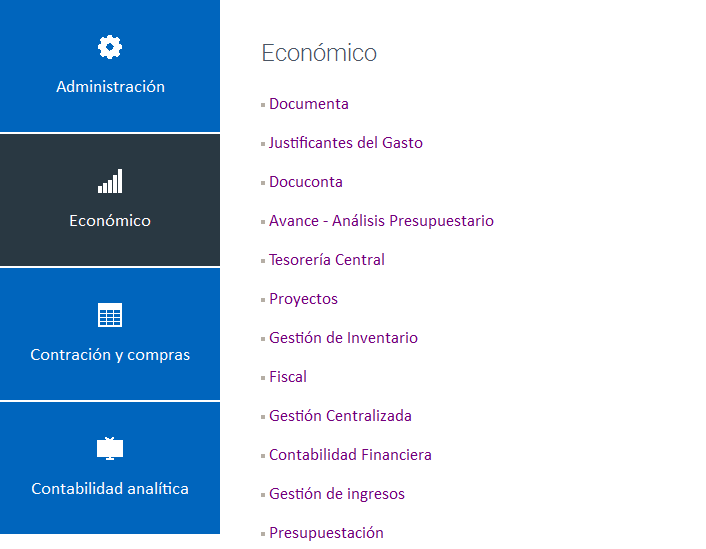 Administración
Económico
Contración y compras
Contabilidad analítica
Económico
Documenta
Justificantes del Gasto
Docuconta
Avance - Análisis Presupuestario
Tesorería Central
Proyectos
Gestión de Inventario
Fiscal
Gestión Centralizada
Contabilidad Financiera
Gestión de ingresos
Presupuestación